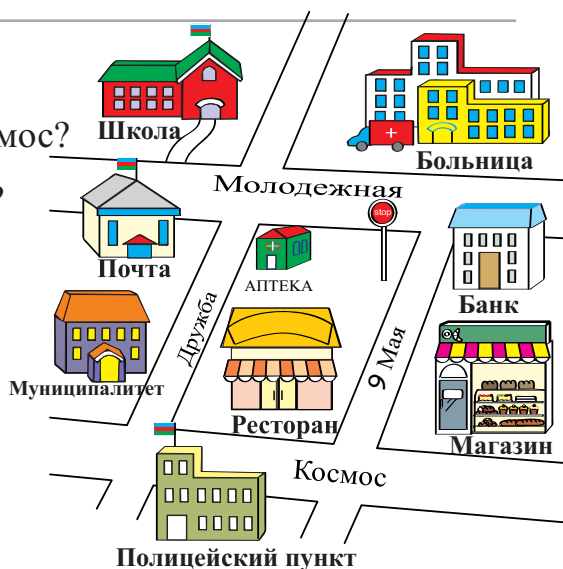 Школа
Больница
мос?
?
Молодежная
stop
Почта
АПТЕКА
Банк
Муниципалитет
Дружба
Ресторан
9 Мая
Магазин
Космос
Полицейский пункт